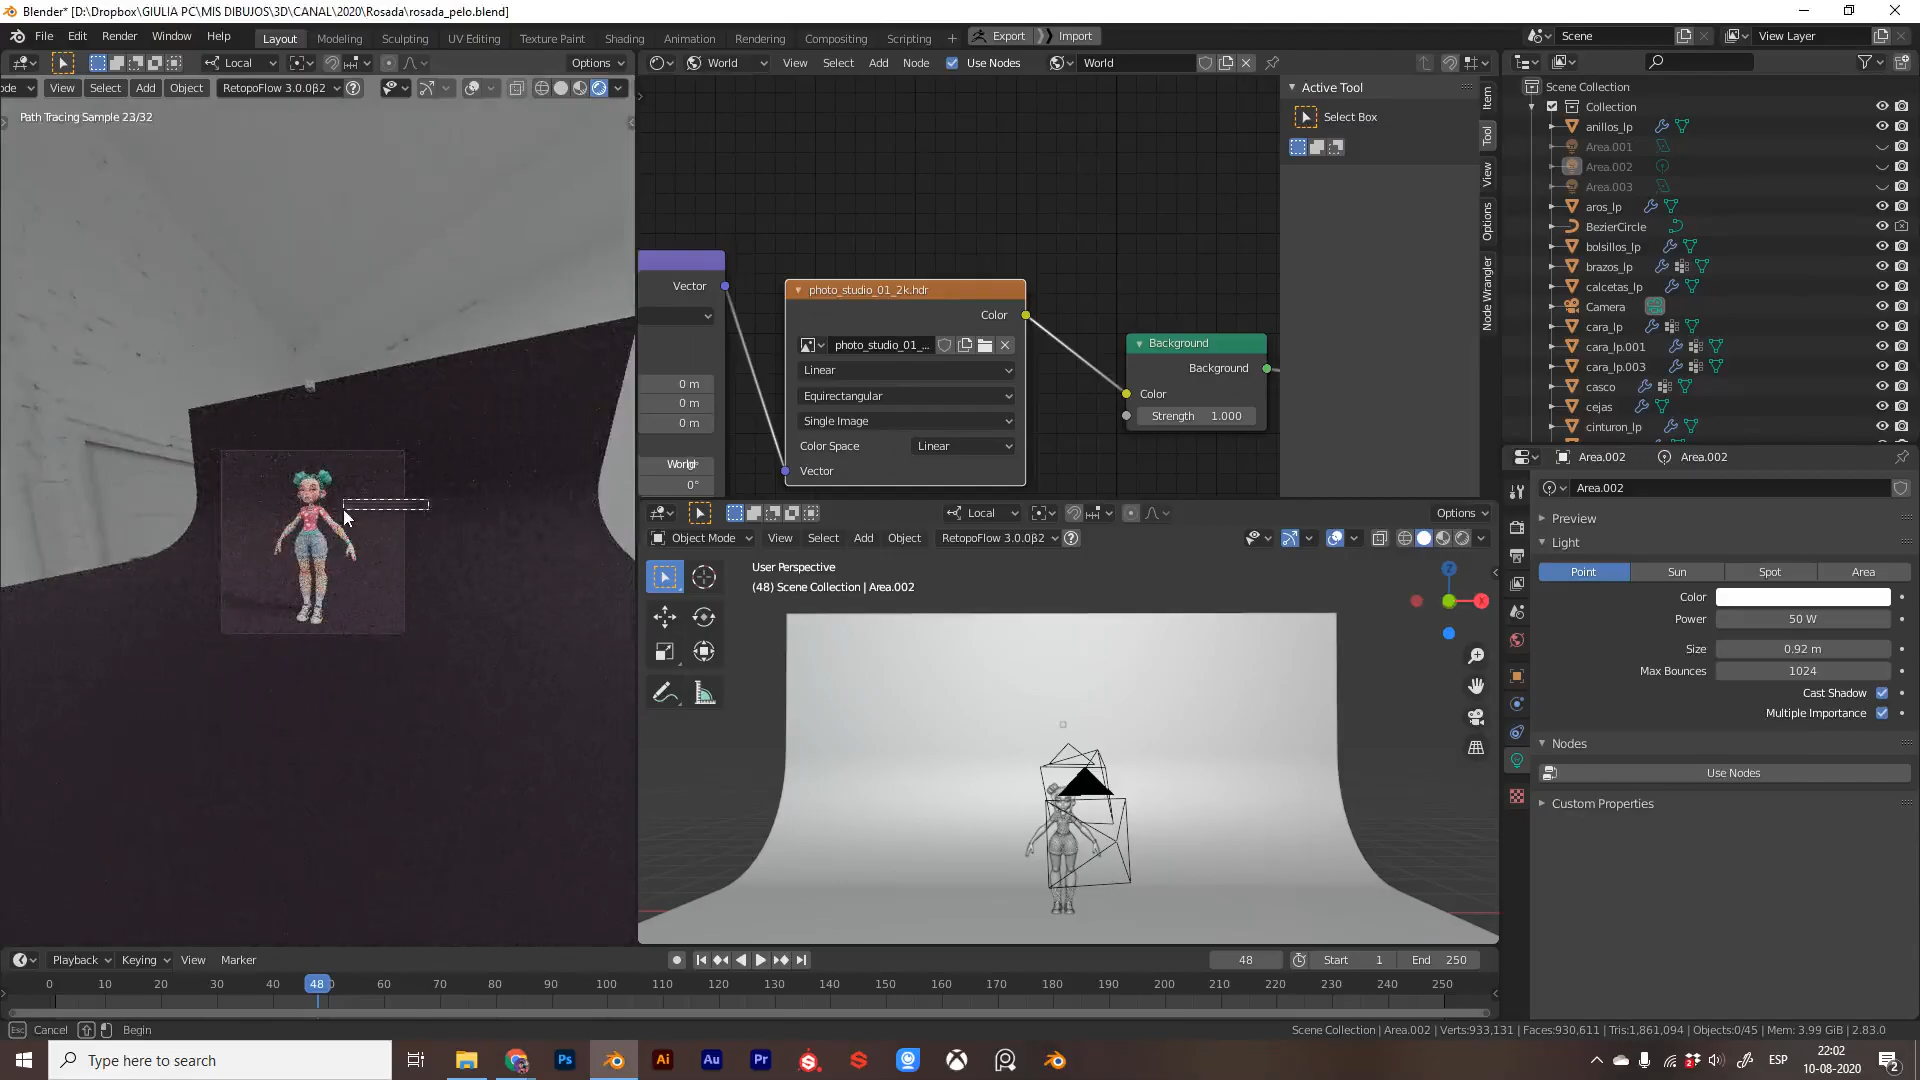 Blender* [D:\Dropbox\GIULIA PC\MIS DIBUJOS\3D\CANAL\2020\Rosada\rosada_pelo.blend]
File Edit Render Window Help Layout Modeling Sculpting UV Editing Texture Paint Shading Animation Rendering Compositing Scripting Export Import Scene View Layer
Local Options World View Select Add Node Use Nodes World
ode View Select Add Object RetopoFlow 3.0.0β2
Path Tracing Sample 23/32
Vector
0 m
0 m
0 m
World
0°
photo_studio_01_2k.hdr
Color
photo_studio_01_...
Linear
Equirectangular
Single Image
Color Space Linear
Vector
Background
Background
Color
Strength 1.000
Active Tool
Select Box
Item
Tool
View
Options
Node Wrangler
Scene Collection
Collection
anillos_lp
Area.001
Area.002
Area.003
aros_lp
BezierCircle
bolsillos_lp
brazos_lp
calcetas_lp
Camera
cara_lp
cara_lp.001
cara_lp.003
casco
cejas
cinturon_lp
Area.002 Area.002
Area.002
Preview
Light
Point Sun Spot Area
Color
Power 50 W
Size 0.92 m
Max Bounces 1024
Cast Shadow
Multiple Importance
Nodes
Use Nodes
Custom Properties
Local Options
Object Mode View Select Add Object RetopoFlow 3.0.0β2
User Perspective
(48) Scene Collection | Area.002
Z
X
Playback Keying View Marker 48 Start 1 End 250
0 10 20 30 40 48 60 70 80 90 100 110 120 130 140 150 160 170 180 190 200 210 220 230 240 250
Esc Cancel Begin Scene Collection | Area.002 | Verts:933,131 | Faces:930,611 | Tris:1,861,094 | Objects:0/45 | Mem: 3.99 GiB | 2.83.0
Type here to search Ps Ai Au Pr ESP 22:02
10-08-2020 2